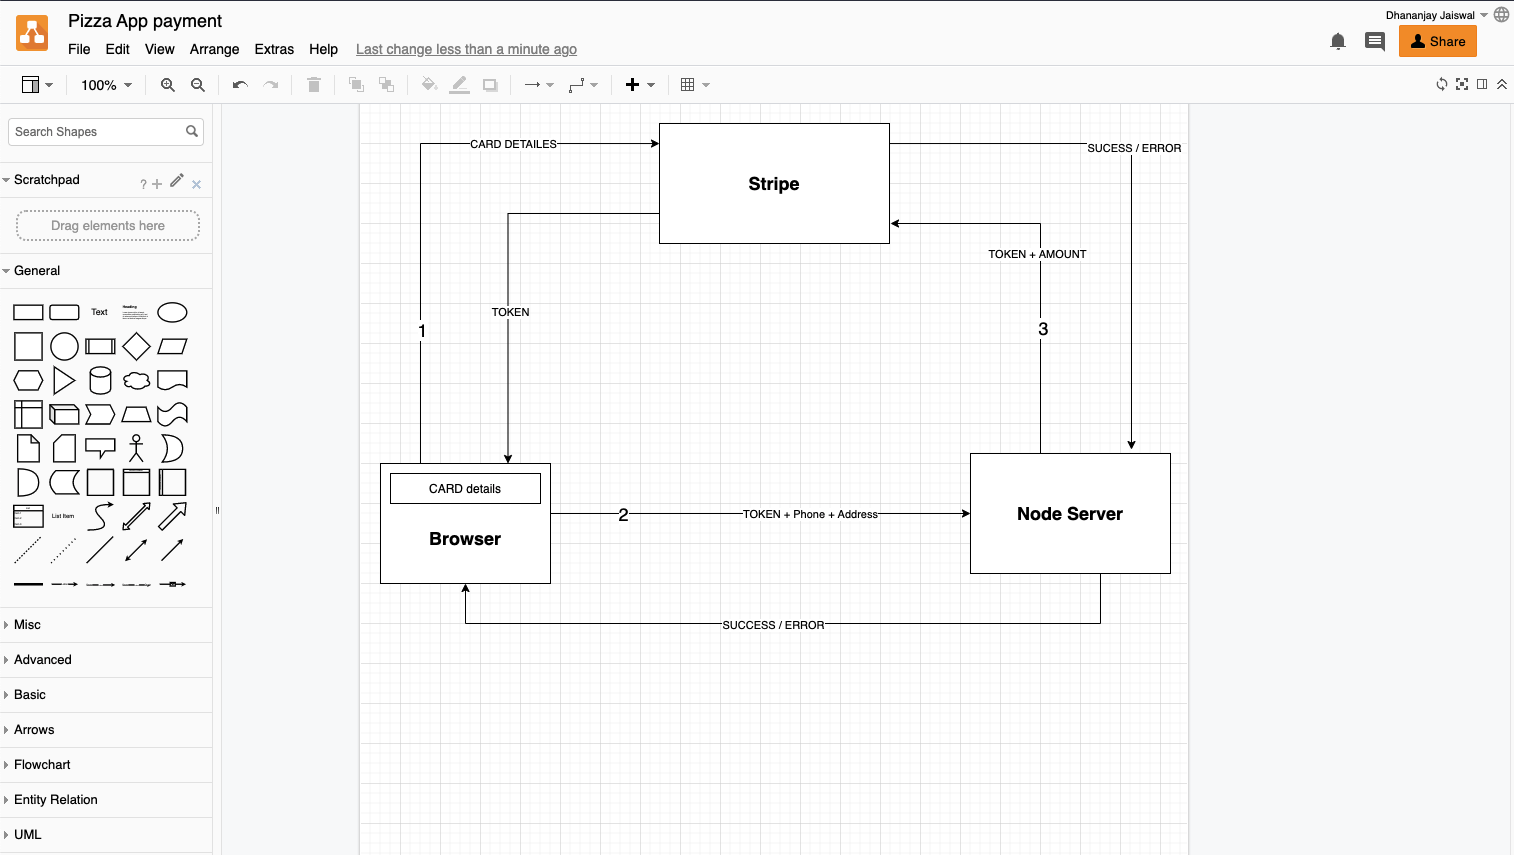 Pizza App payment
Dhananjay Jaiswal
File Edit View Arrange Extras Help Last change less than a minute ago
Share
100%
Search Shapes
Scratchpad
?
Drag elements here
General
Text
Heading
List Item
Misc
Advanced
Basic
Arrows
Flowchart
Entity Relation
UML
CARD DETAILES
Stripe
SUCESS / ERROR
TOKEN + AMOUNT
TOKEN
1
3
CARD details
Browser
2
TOKEN + Phone + Address
Node Server
SUCCESS / ERROR